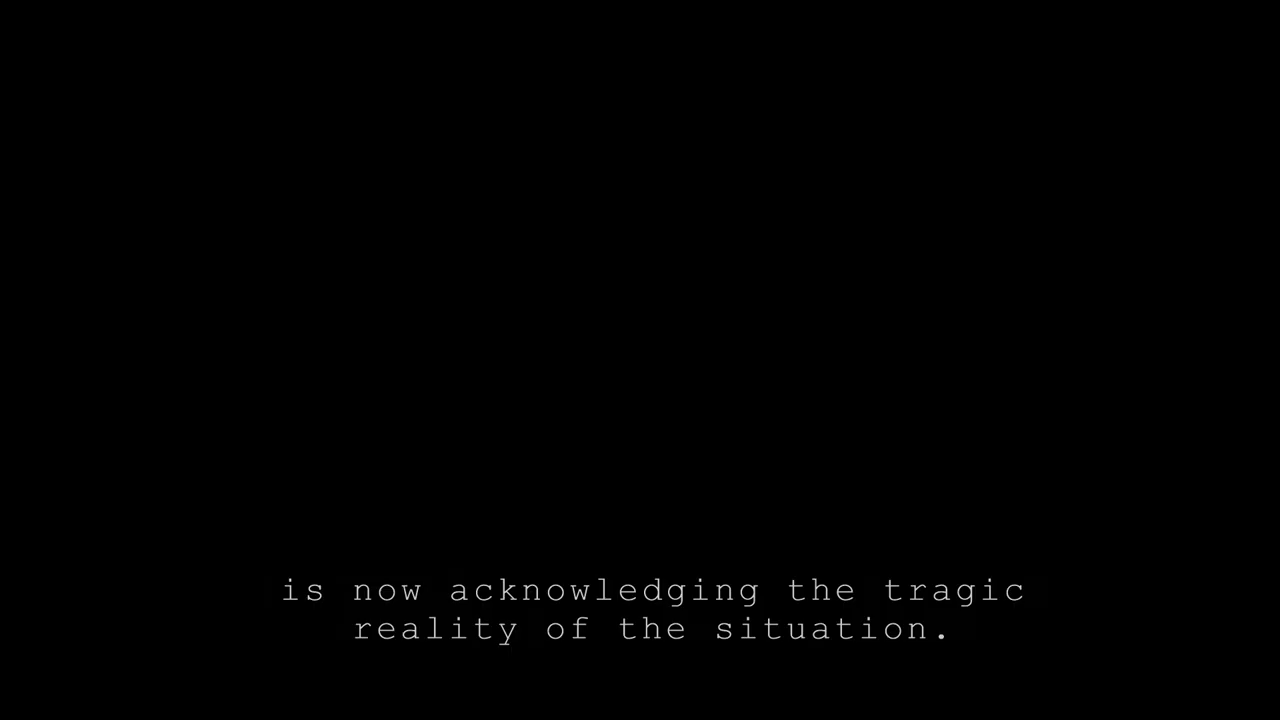 is now acknowledging the tragic
reality of the situation.